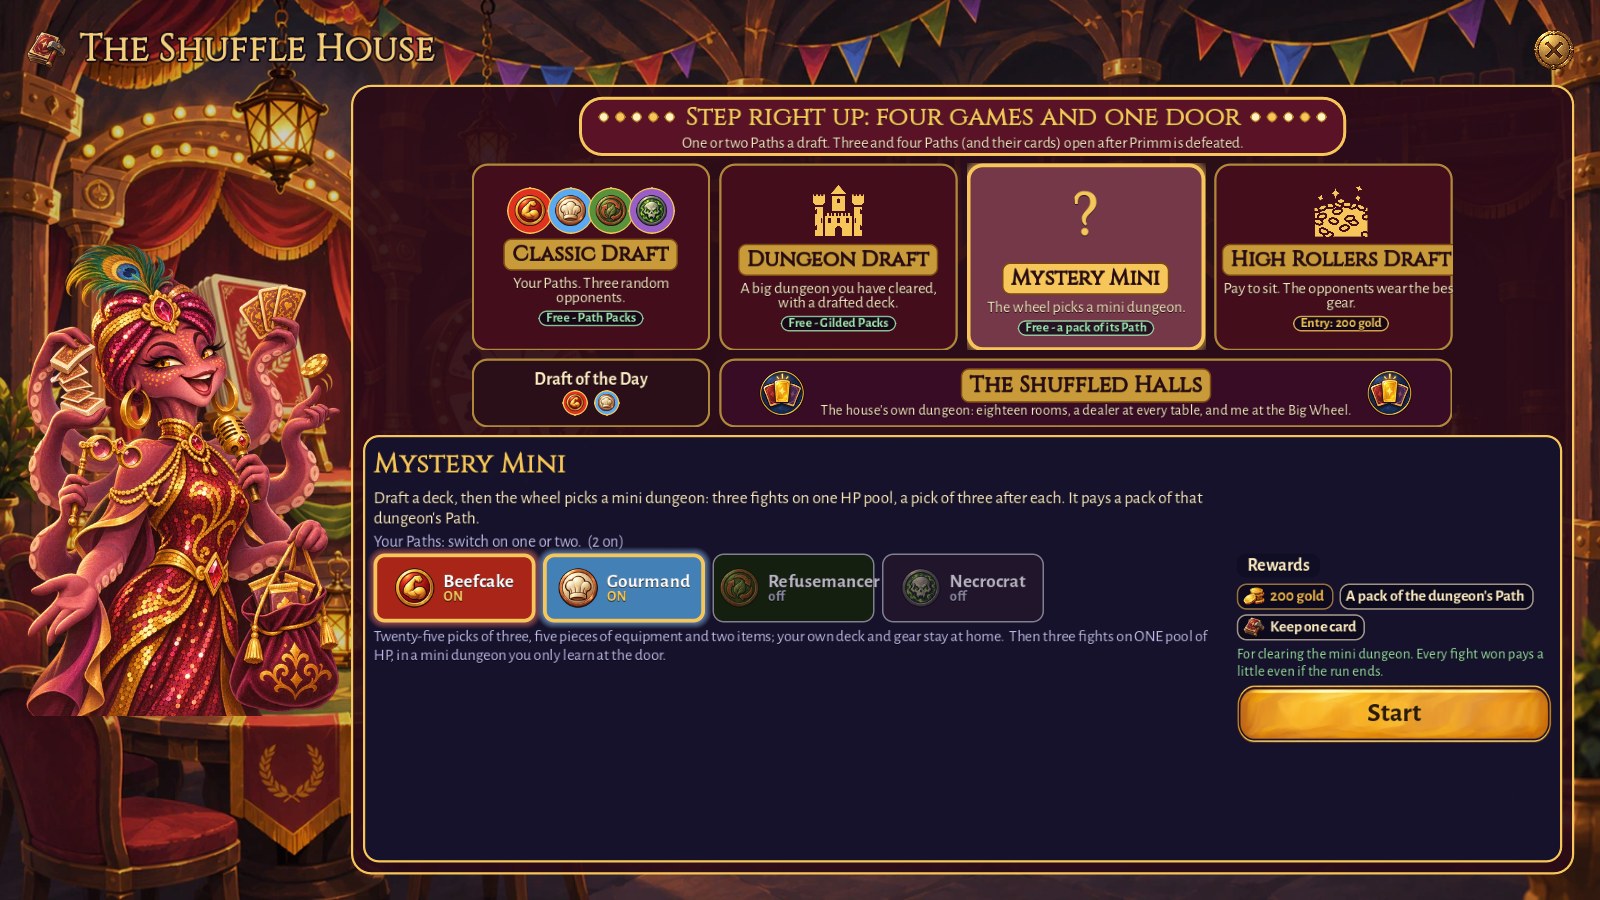 The Shuffle House
Step right up: four games and one door
One or two Paths a draft. Three and four Paths (and their cards) open after Primm is defeated.
Classic Draft
Your Paths. Three random
opponents.
Free - Path Packs
Dungeon Draft
A big dungeon you have cleared,
with a drafted deck.
Free - Gilded Packs
?
Mystery Mini
The wheel picks a mini dungeon.
Free - a pack of its Path
High Rollers Draft
Pay to sit. The opponents wear the bes
gear.
Entry: 200 gold
Draft of the Day
The Shuffled Halls
The house's own dungeon: eighteen rooms, a dealer at every table, and me at the Big Wheel.
Mystery Mini
Draft a deck, then the wheel picks a mini dungeon: three fights on one HP pool, a pick of three after each. It pays a pack of that
dungeon's Path.
Your Paths: switch on one or two. (2 on)
Beefcake
ON
Gourmand
ON
Refusemancer
off
Necrocrat
off
Twenty-five picks of three, five pieces of equipment and two items; your own deck and gear stay at home. Then three fights on ONE pool of
HP, in a mini dungeon you only learn at the door.
Rewards
200 gold
A pack of the dungeon's Path
Keep one card
For clearing the mini dungeon. Every fight won pays a
little even if the run ends.
Start